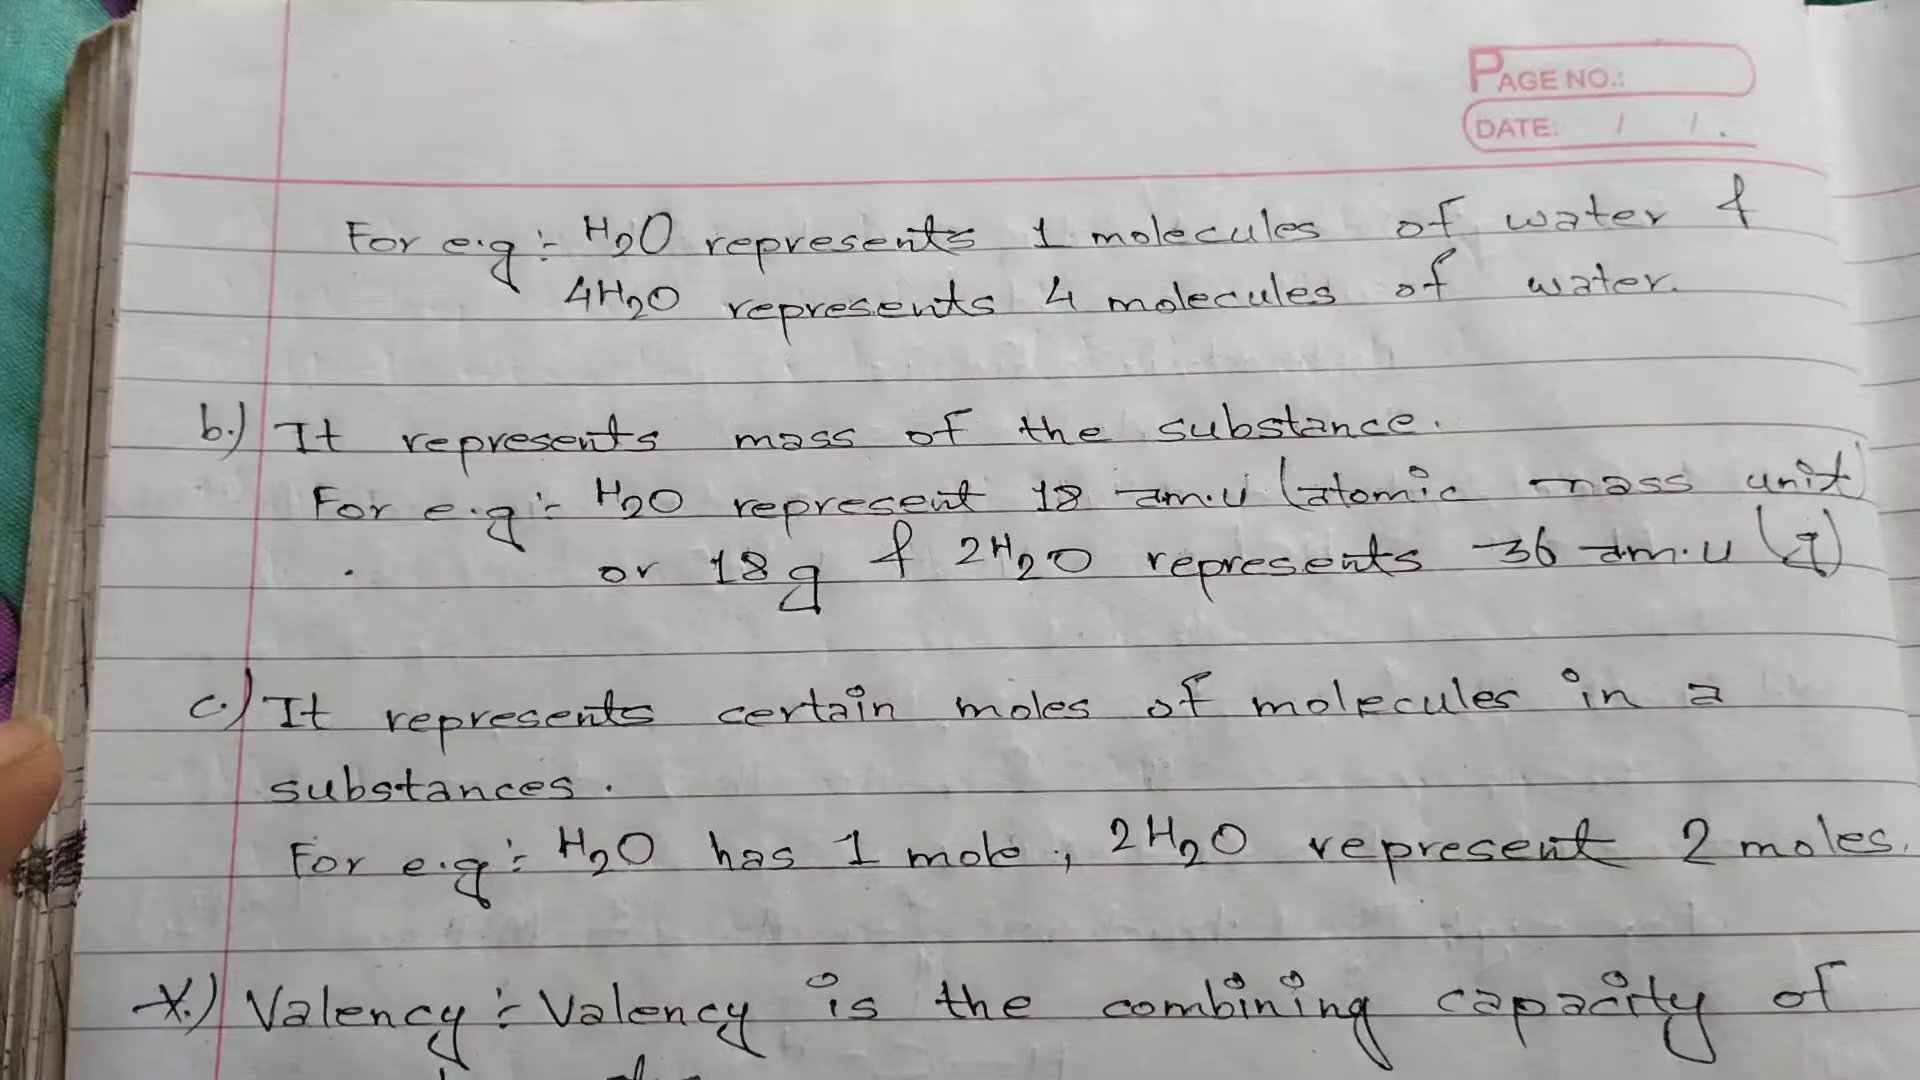 PAGE NO.:
DATE: / /
For e.g :- H₂O represents 1 molecules of water &
4H₂O represents 4 molecules of water.
b.) It represents mass of the substance.
For e.g :- H₂O represent 18 am.u (atomic mass unit)
or 18g & 2H₂O represents 36 am.u (g)
c.) It represents certain moles of molecules in a
substances.
For e.g :- H₂O has 1 mole, 2H₂O represent 2 moles.
*.) Valency :- Valency is the combining capacity of